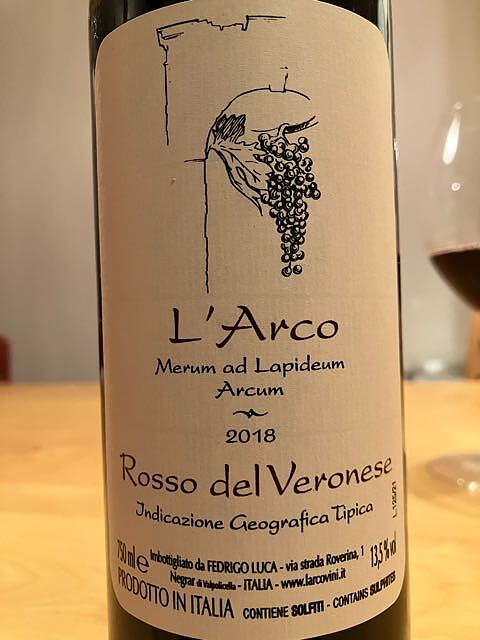 L'Arco
Merum ad Lapideum
Arcum
2018
Rosso del Veronese
Indicazione Geografica Tipica
L.125/21
750 ml e Imbottigliato da FEDRIGO LUCA - via strada Roverina, 1 13,5% vol
Negrar di Valpolicella - ITALIA - www.larcovini.it
PRODOTTO IN ITALIA CONTIENE SOLFITI - CONTAINS SULPHITES